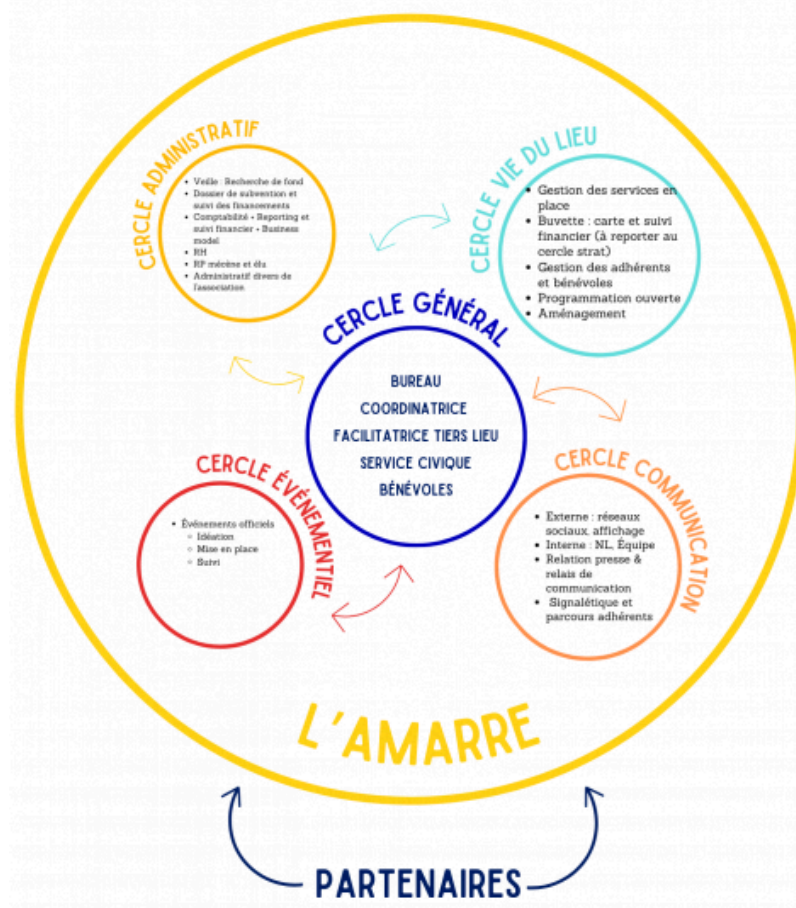 CERCLE ADMINISTRATIF
• Veille : Recherche de fond
• Dossier de subvention et
suivi des financements
• Comptabilité + Reporting et
suivi financier + Business
model
• RH
• RP mécène et élu
• Administratif divers de
l'association
CERCLE VIE DU LIEU
• Gestion des services en
place
• Buvette : carte et suivi
financier (à reporter au
cercle strat)
• Gestion des adhérents
et bénévoles
• Programmation ouverte
• Aménagement
CERCLE GÉNÉRAL
BUREAU
COORDINATRICE
FACILITATRICE TIERS LIEU
SERVICE CIVIQUE
BÉNÉVOLES
CERCLE ÉVÉNEMENTIEL
• Événements officiels
○ Idéation
○ Mise en place
○ Suivi
CERCLE COMMUNICATION
• Externe : réseaux
sociaux, affichage
• Interne : NL, Équipe
• Relation presse &
relais de
communication
• Signalétique et
parcours adhérents
L'AMARRE
PARTENAIRES